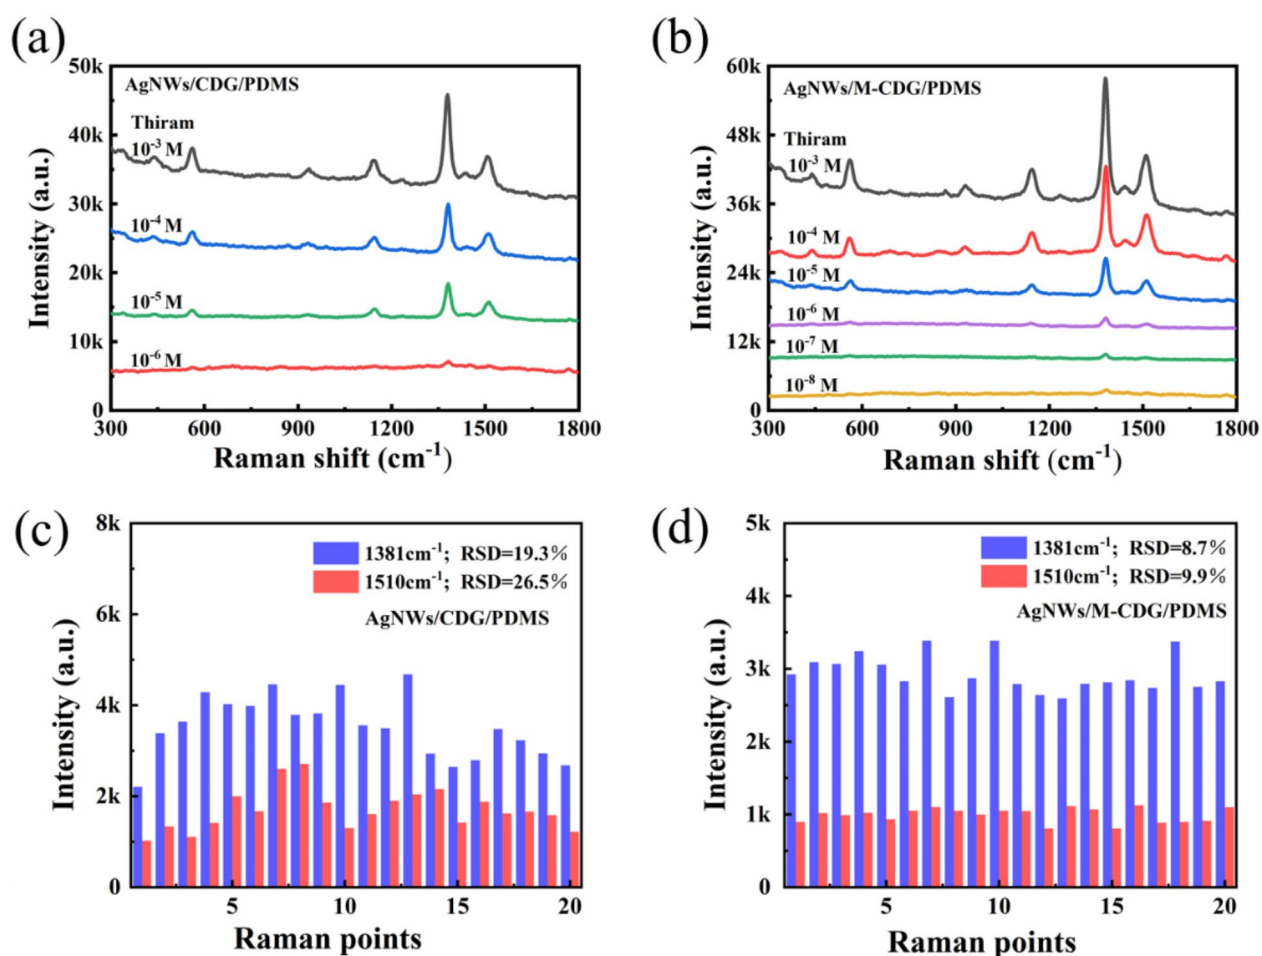 (a)
50k
40k
30k
20k
10k
0
Intensity (a.u.)
AgNWs/CDG/PDMS
Thiram
10⁻³ M
10⁻⁴ M
10⁻⁵ M
10⁻⁶ M
300 600 900 1200 1500 1800
Raman shift (cm⁻¹)
(b)
60k
48k
36k
24k
12k
0
Intensity (a.u.)
AgNWs/M-CDG/PDMS
Thiram
10⁻³ M
10⁻⁴ M
10⁻⁵ M
10⁻⁶ M
10⁻⁷ M
10⁻⁸ M
300 600 900 1200 1500 1800
Raman shift (cm⁻¹)
(c)
8k
6k
4k
2k
0
Intensity (a.u.)
1381cm⁻¹; RSD=19.3%
1510cm⁻¹; RSD=26.5%
AgNWs/CDG/PDMS
5 10 15 20
Raman points
(d)
5k
4k
3k
2k
1k
0
Intensity (a.u.)
1381cm⁻¹; RSD=8.7%
1510cm⁻¹; RSD=9.9%
AgNWs/M-CDG/PDMS
5 10 15 20
Raman points